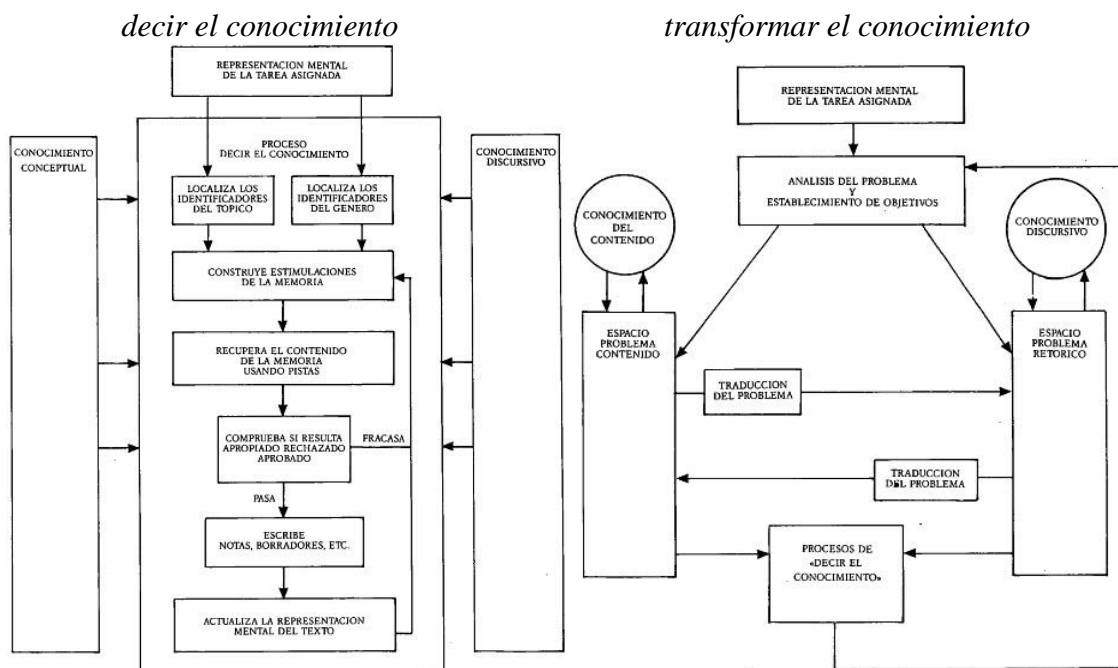 decir el conocimiento
REPRESENTACION MENTAL
DE LA TAREA ASIGNADA
CONOCIMIENTO
CONCEPTUAL
PROCESO
DECIR EL CONOCIMIENTO
CONOCIMIENTO
DISCURSIVO
LOCALIZA LOS
IDENTIFICADORES
DEL TOPICO
LOCALIZA LOS
IDENTIFICADORES
DEL GENERO
CONSTRUYE ESTIMULACIONES
DE LA MEMORIA
RECUPERA EL CONTENIDO
DE LA MEMORIA
USANDO PISTAS
COMPRUEBA SI RESULTA
APROPIADO RECHAZADO
APROBADO
FRACASA
PASA
ESCRIBE
NOTAS, BORRADORES, ETC.
ACTUALIZA LA REPRESENTACION
MENTAL DEL TEXTO
transformar el conocimiento
REPRESENTACION MENTAL
DE LA TAREA ASIGNADA
ANALISIS DEL PROBLEMA
Y
ESTABLECIMIENTO DE OBJETIVOS
CONOCIMIENTO
DEL
CONTENIDO
CONOCIMIENTO
DISCURSIVO
ESPACIO
PROBLEMA
CONTENIDO
ESPACIO
PROBLEMA
RETORICO
TRADUCCION
DEL PROBLEMA
TRADUCCION
DEL PROBLEMA
PROCESOS DE
«DECIR EL
CONOCIMIENTO»